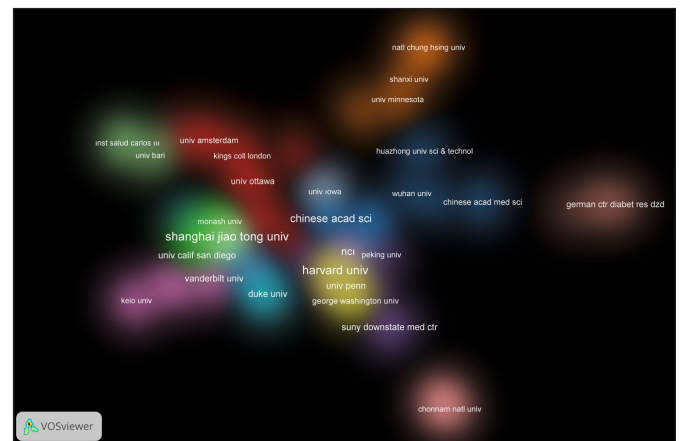 natl chung hsing univ
shanxi univ
univ minnesota
inst salud carlos iii
univ amsterdam
univ bari
kings coll london
huazhong univ sci & technol
univ ottawa
univ iowa
wuhan univ
chinese acad med sci
german ctr diabet res dzd
monash univ
chinese acad sci
shanghai jiao tong univ
univ calif san diego
nci
peking univ
harvard univ
vanderbilt univ
univ penn
duke univ
keio univ
george washington univ
suny downstate med ctr
chonnam natl univ
VOSviewer